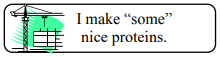 I make “some”
nice proteins.